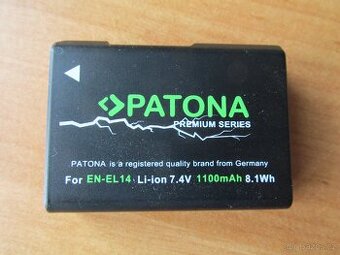 PATONA
PREMIUM SERIES
PATONA is a registered quality brand from Germany
For EN-EL14 Li-ion 7.4V 1100mAh 8.1Wh